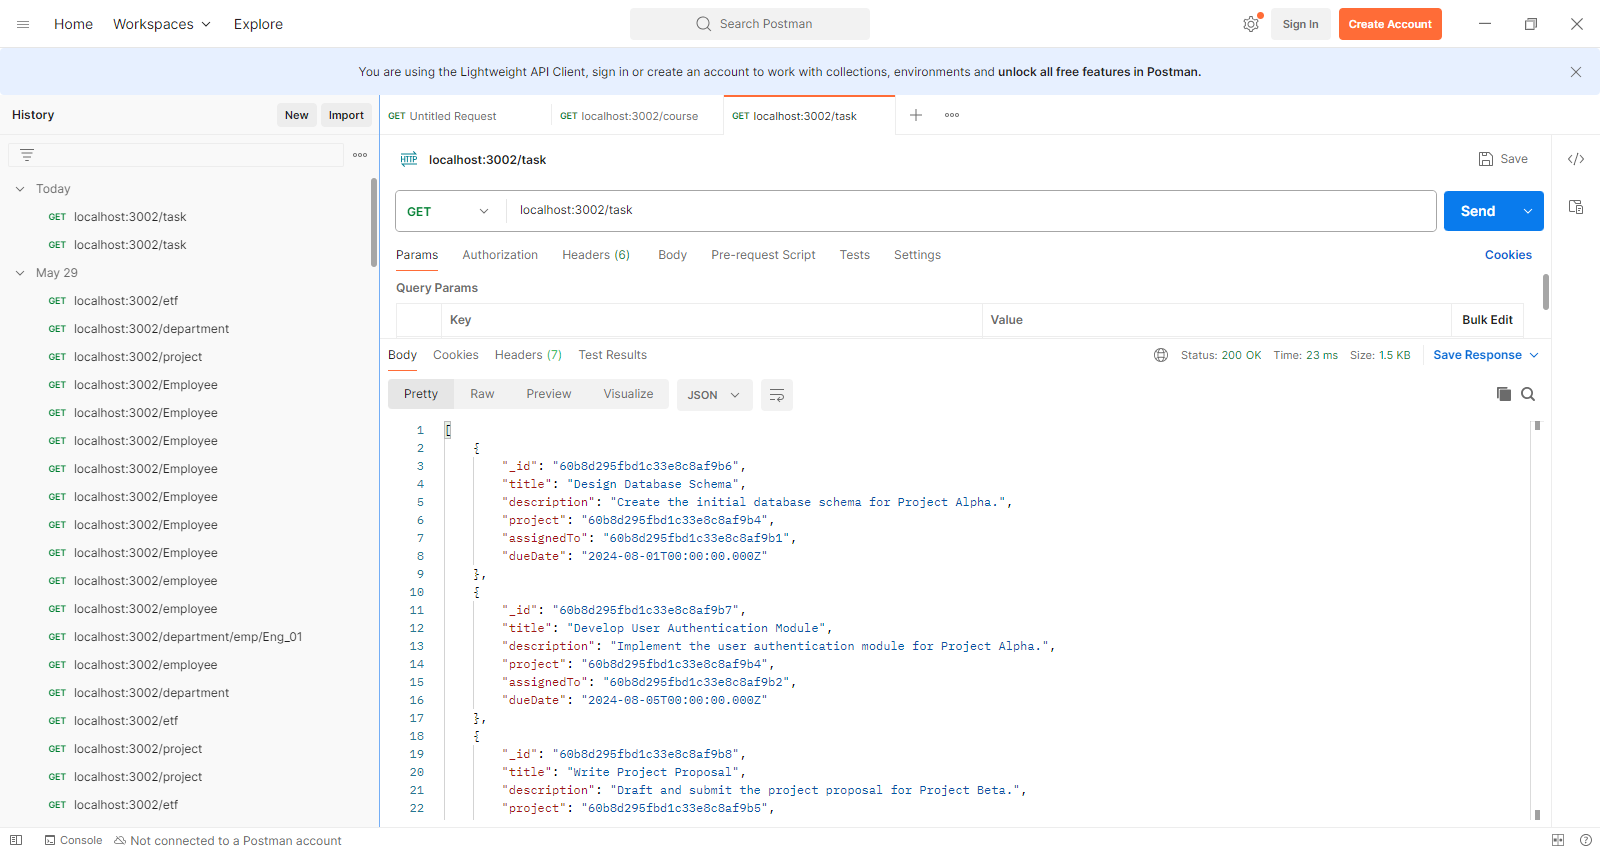 Home Workspaces Explore Search Postman Sign In Create Account
You are using the Lightweight API Client, sign in or create an account to work with collections, environments and unlock all free features in Postman.
History New Import
GET Untitled Request GET localhost:3002/course GET localhost:3002/task
HTTP localhost:3002/task Save
Today
GET localhost:3002/task
GET localhost:3002/task
May 29
GET localhost:3002/etf
GET localhost:3002/department
GET localhost:3002/project
GET localhost:3002/Employee
GET localhost:3002/Employee
GET localhost:3002/Employee
GET localhost:3002/Employee
GET localhost:3002/Employee
GET localhost:3002/Employee
GET localhost:3002/Employee
GET localhost:3002/employee
GET localhost:3002/employee
GET localhost:3002/department/emp/Eng_01
GET localhost:3002/employee
GET localhost:3002/department
GET localhost:3002/etf
GET localhost:3002/project
GET localhost:3002/project
GET localhost:3002/etf
GET localhost:3002/task Send
Params Authorization Headers (6) Body Pre-request Script Tests Settings Cookies
Query Params
Key Value Bulk Edit
Body Cookies Headers (7) Test Results Status: 200 OK Time: 23 ms Size: 1.5 KB Save Response
Pretty Raw Preview Visualize JSON
1 [
2 {
3 "_id": "60b8d295fbd1c33e8c8af9b6",
4 "title": "Design Database Schema",
5 "description": "Create the initial database schema for Project Alpha.",
6 "project": "60b8d295fbd1c33e8c8af9b4",
7 "assignedTo": "60b8d295fbd1c33e8c8af9b1",
8 "dueDate": "2024-08-01T00:00:00.000Z"
9 },
10 {
11 "_id": "60b8d295fbd1c33e8c8af9b7",
12 "title": "Develop User Authentication Module",
13 "description": "Implement the user authentication module for Project Alpha.",
14 "project": "60b8d295fbd1c33e8c8af9b4",
15 "assignedTo": "60b8d295fbd1c33e8c8af9b2",
16 "dueDate": "2024-08-05T00:00:00.000Z"
17 },
18 {
19 "_id": "60b8d295fbd1c33e8c8af9b8",
20 "title": "Write Project Proposal",
21 "description": "Draft and submit the project proposal for Project Beta.",
22 "project": "60b8d295fbd1c33e8c8af9b5",
Console Not connected to a Postman account